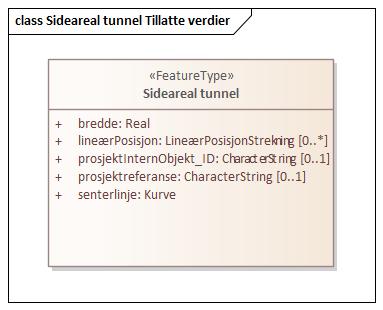 class Sideareal tunnel Tillatte verdier
«FeatureType»
Sideareal tunnel
+ bredde: Real
+ lineærPosisjon: LineærPosisjonStrekning [0..*]
+ prosjektInternObjekt_ID: CharacterString [0..1]
+ prosjektreferanse: CharacterString [0..1]
+ senterlinje: Kurve